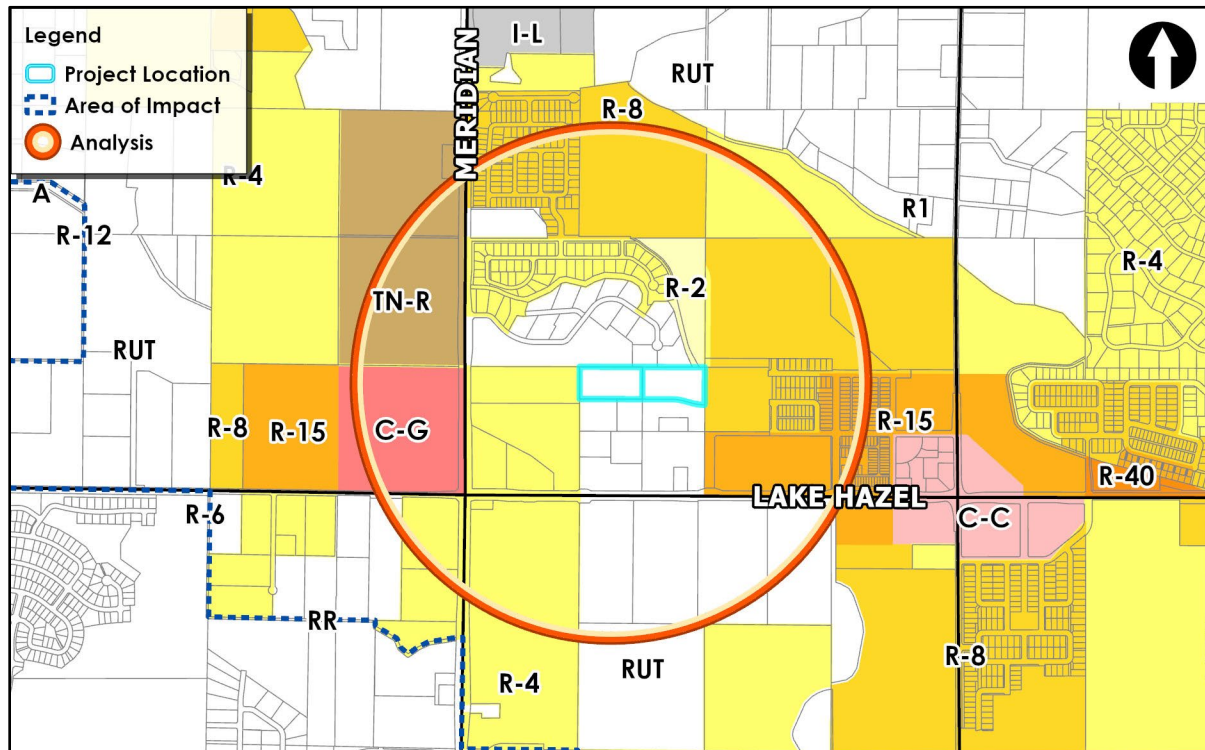 Legend
Project Location
Area of Impact
Analysis
I-L
MERIDIAN
RUT
R-8
R-4
A
R-12
R1
R-4
R-2
TN-R
RUT
R-8
R-15
C-G
R-15
R-40
LAKE HAZEL
R-6
C-C
RR
RUT
R-8
R-4